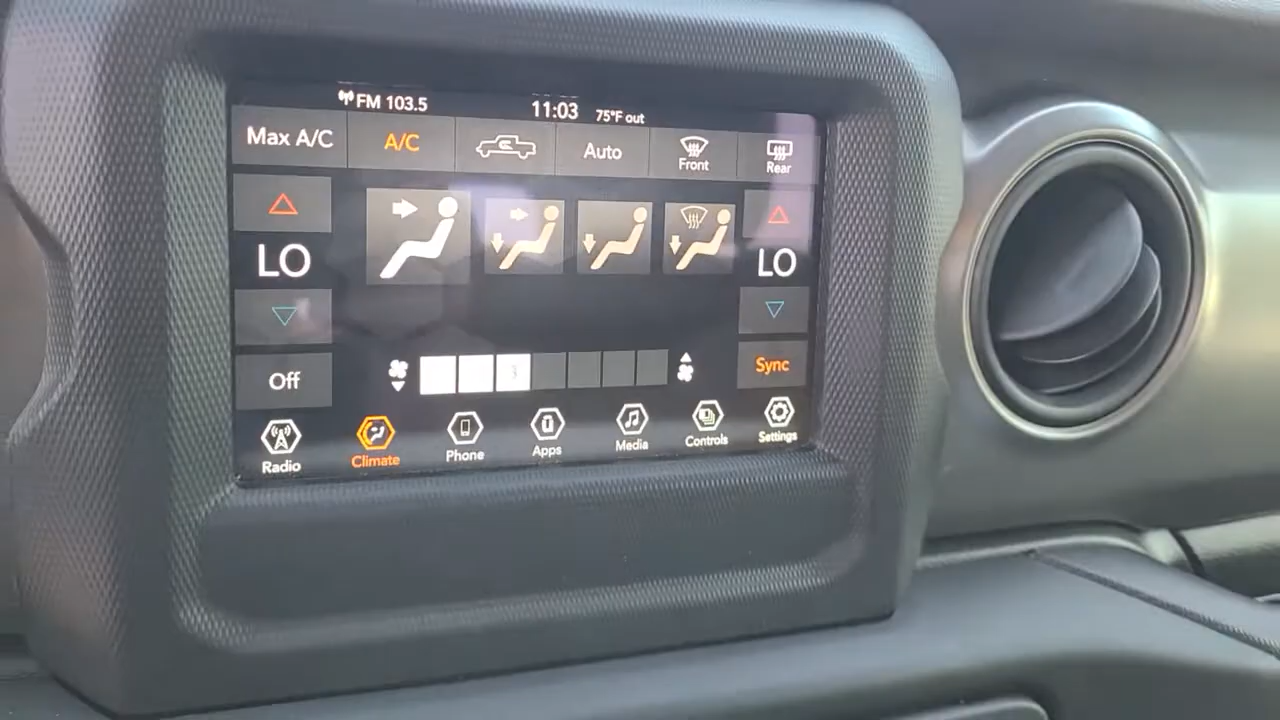 FM 103.5
11:03
75°F out
Max A/C
A/C
Auto
Front
Rear
LO
LO
Off
Sync
Radio
Climate
Phone
Apps
Media
Controls
Settings